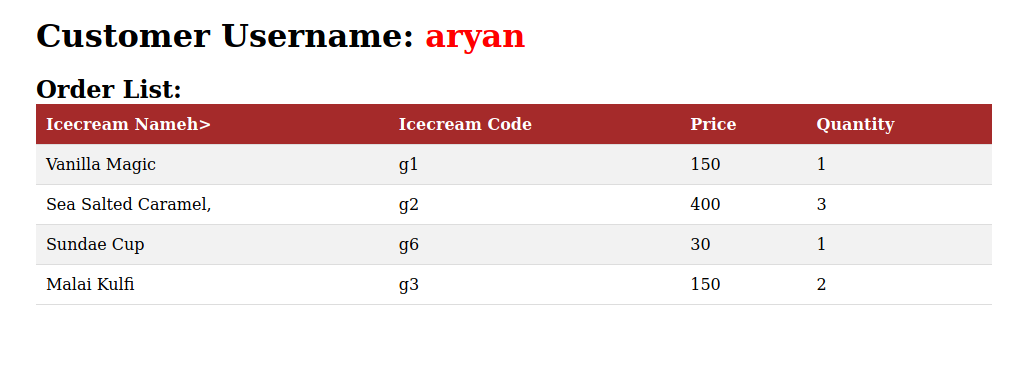 Customer Username: aryan
Order List:
Icecream Nameh> Icecream Code Price Quantity
Vanilla Magic g1 150 1
Sea Salted Caramel, g2 400 3
Sundae Cup g6 30 1
Malai Kulfi g3 150 2